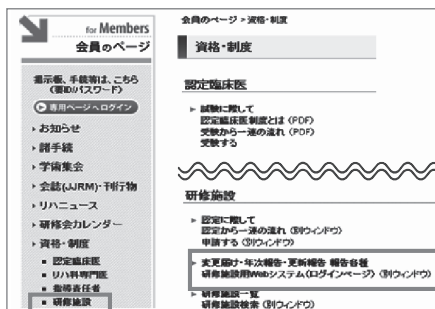 for Members
会員のページ
掲示板、手続等は、こちら
(要ID/パスワード)
専用ページへログイン
お知らせ
諸手続
学術集会
会誌(JJRM)・刊行物
リハニュース
研修会カレンダー
資格・制度
認定臨床医
リハ科専門医
指導責任者
研修施設
会員のページ > 資格・制度
資格・制度
認定臨床医
試験に際して
認定臨床医制度とは (PDF)
受験から一連の流れ (PDF)
受験する
研修施設
認定に際して
認定から一連の流れ (別ウィンドウ)
申請する (別ウィンドウ)
変更届け・年次報告・更新報告 報告各種
研修施設用Webシステム(ログインページ) (別ウィンドウ)
研修施設一覧
研修施設検索 (別ウィンドウ)